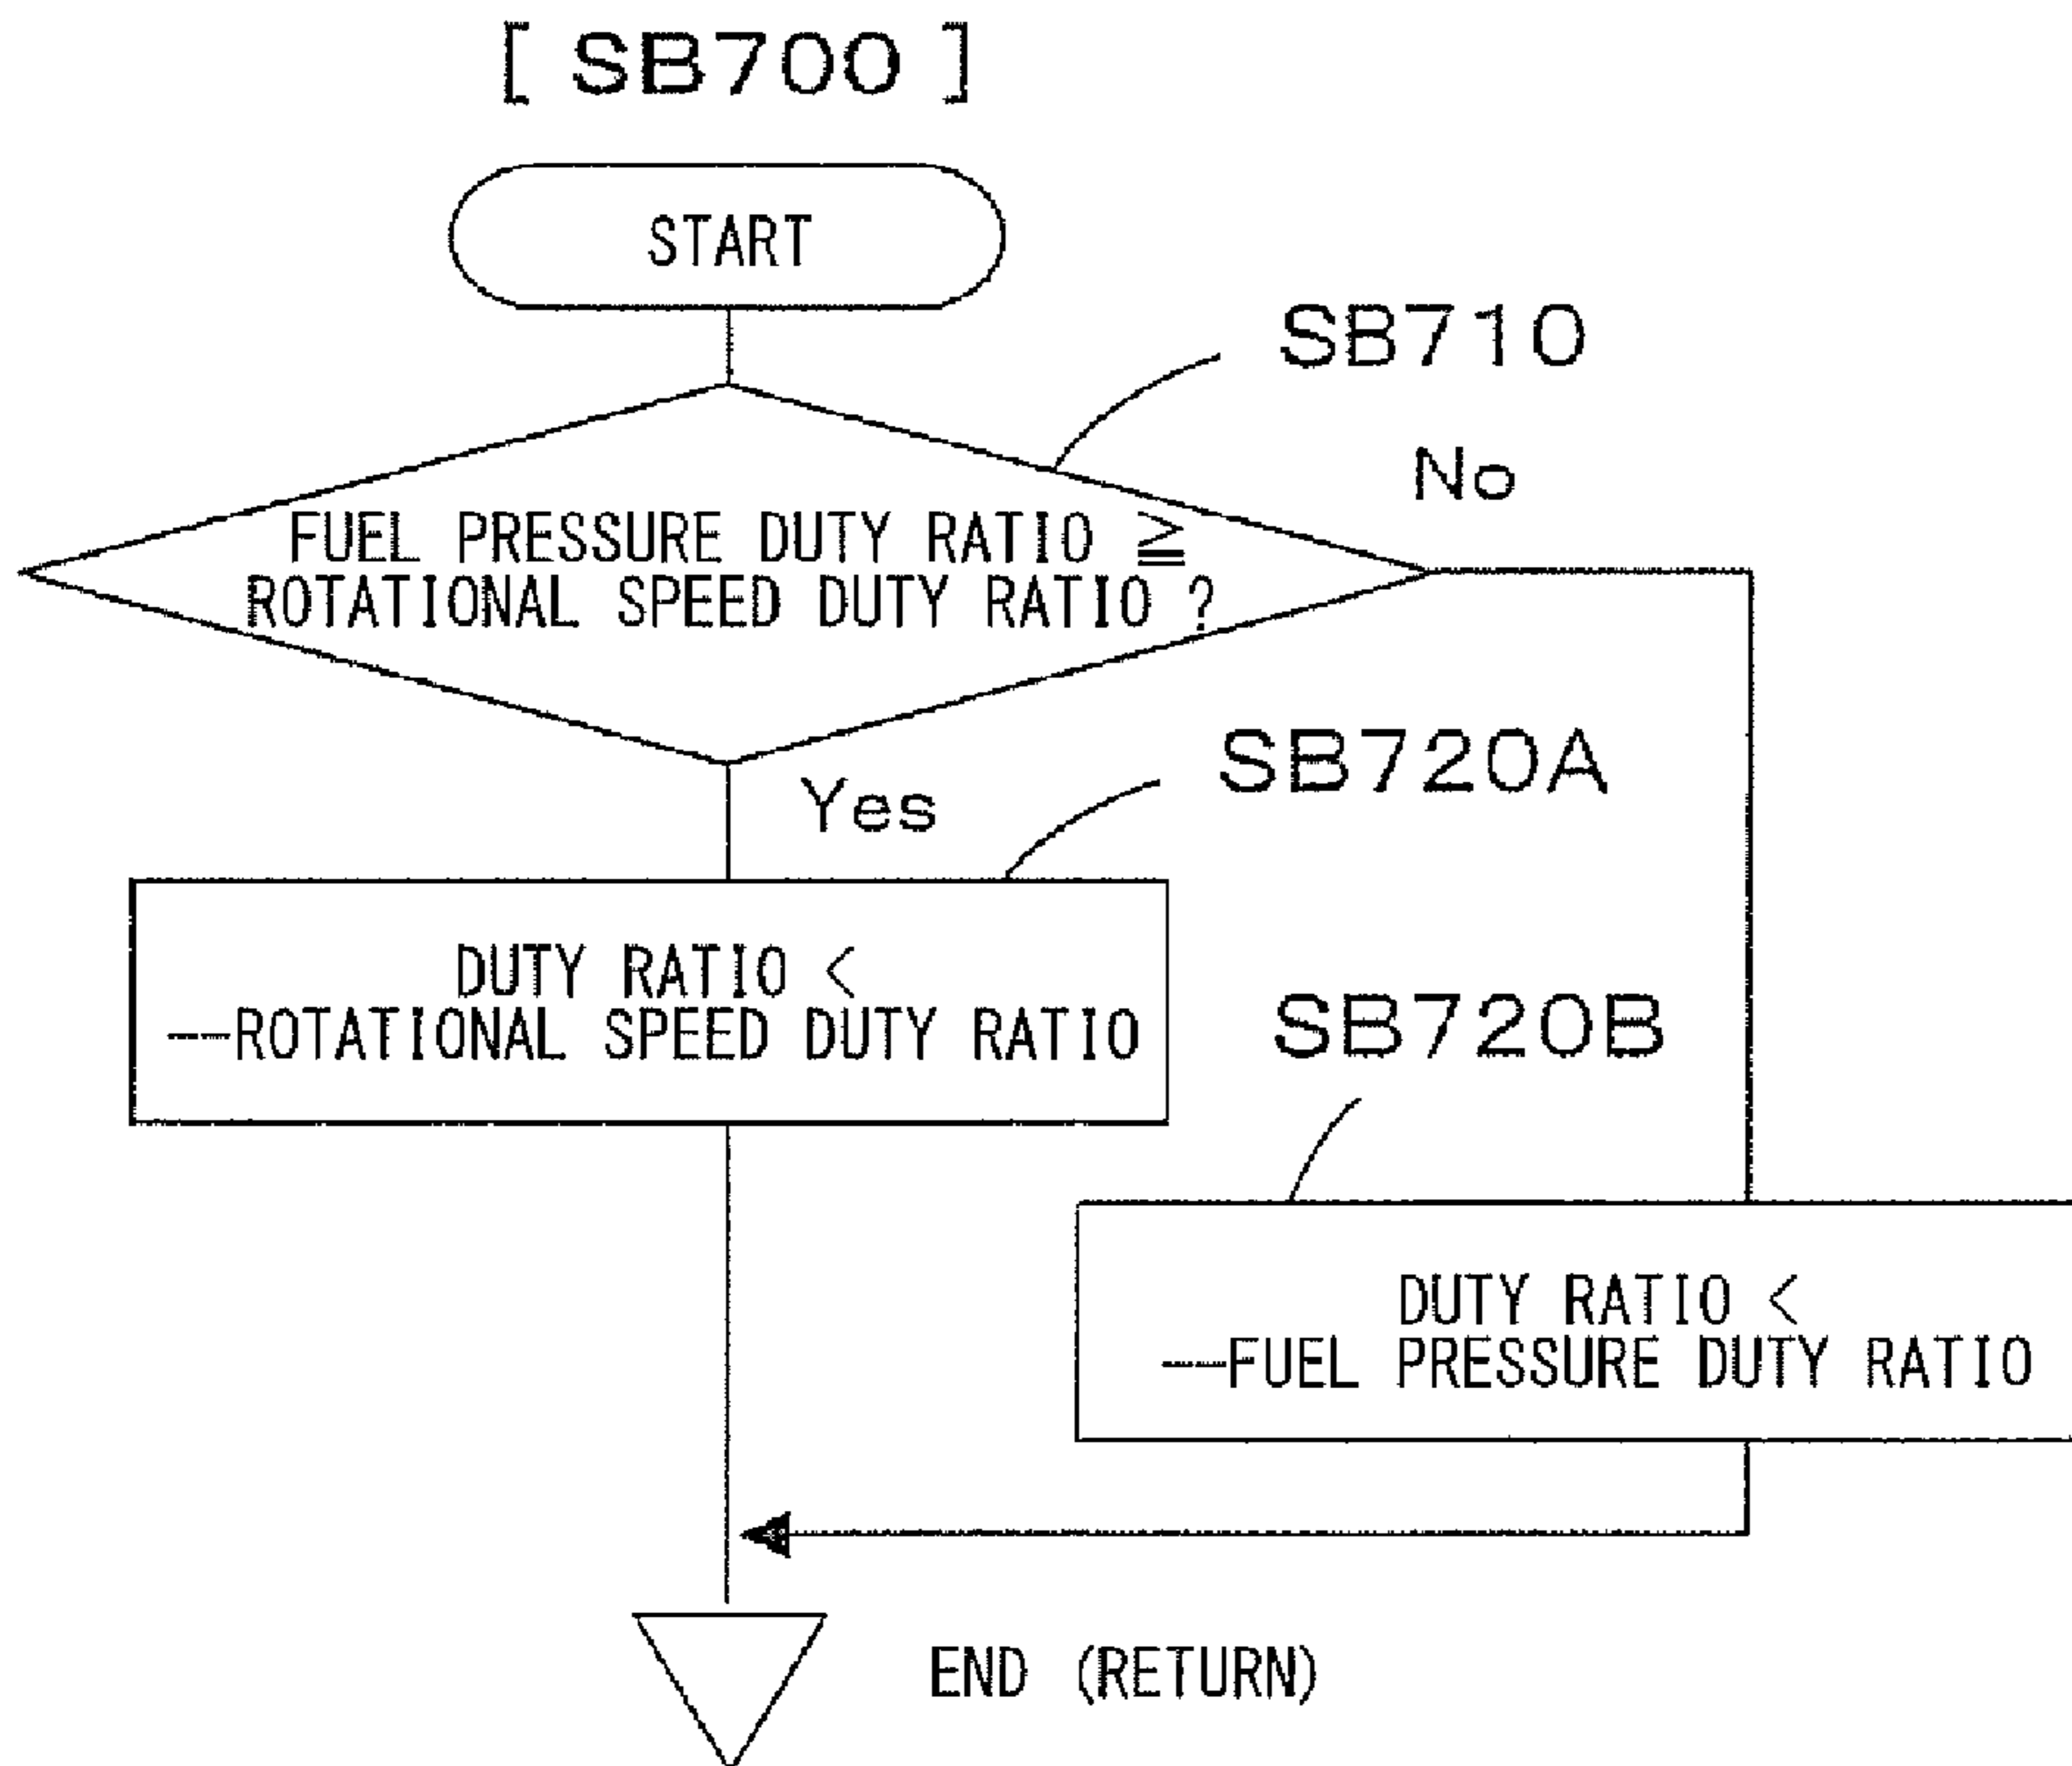 [ SB700 ]
START
SB710
No
FUEL PRESSURE DUTY RATIO ≧
ROTATIONAL SPEED DUTY RATIO ?
Yes
SB720A
DUTY RATIO <
--ROTATIONAL SPEED DUTY RATIO
SB720B
DUTY RATIO <
--FUEL PRESSURE DUTY RATIO
END (RETURN)